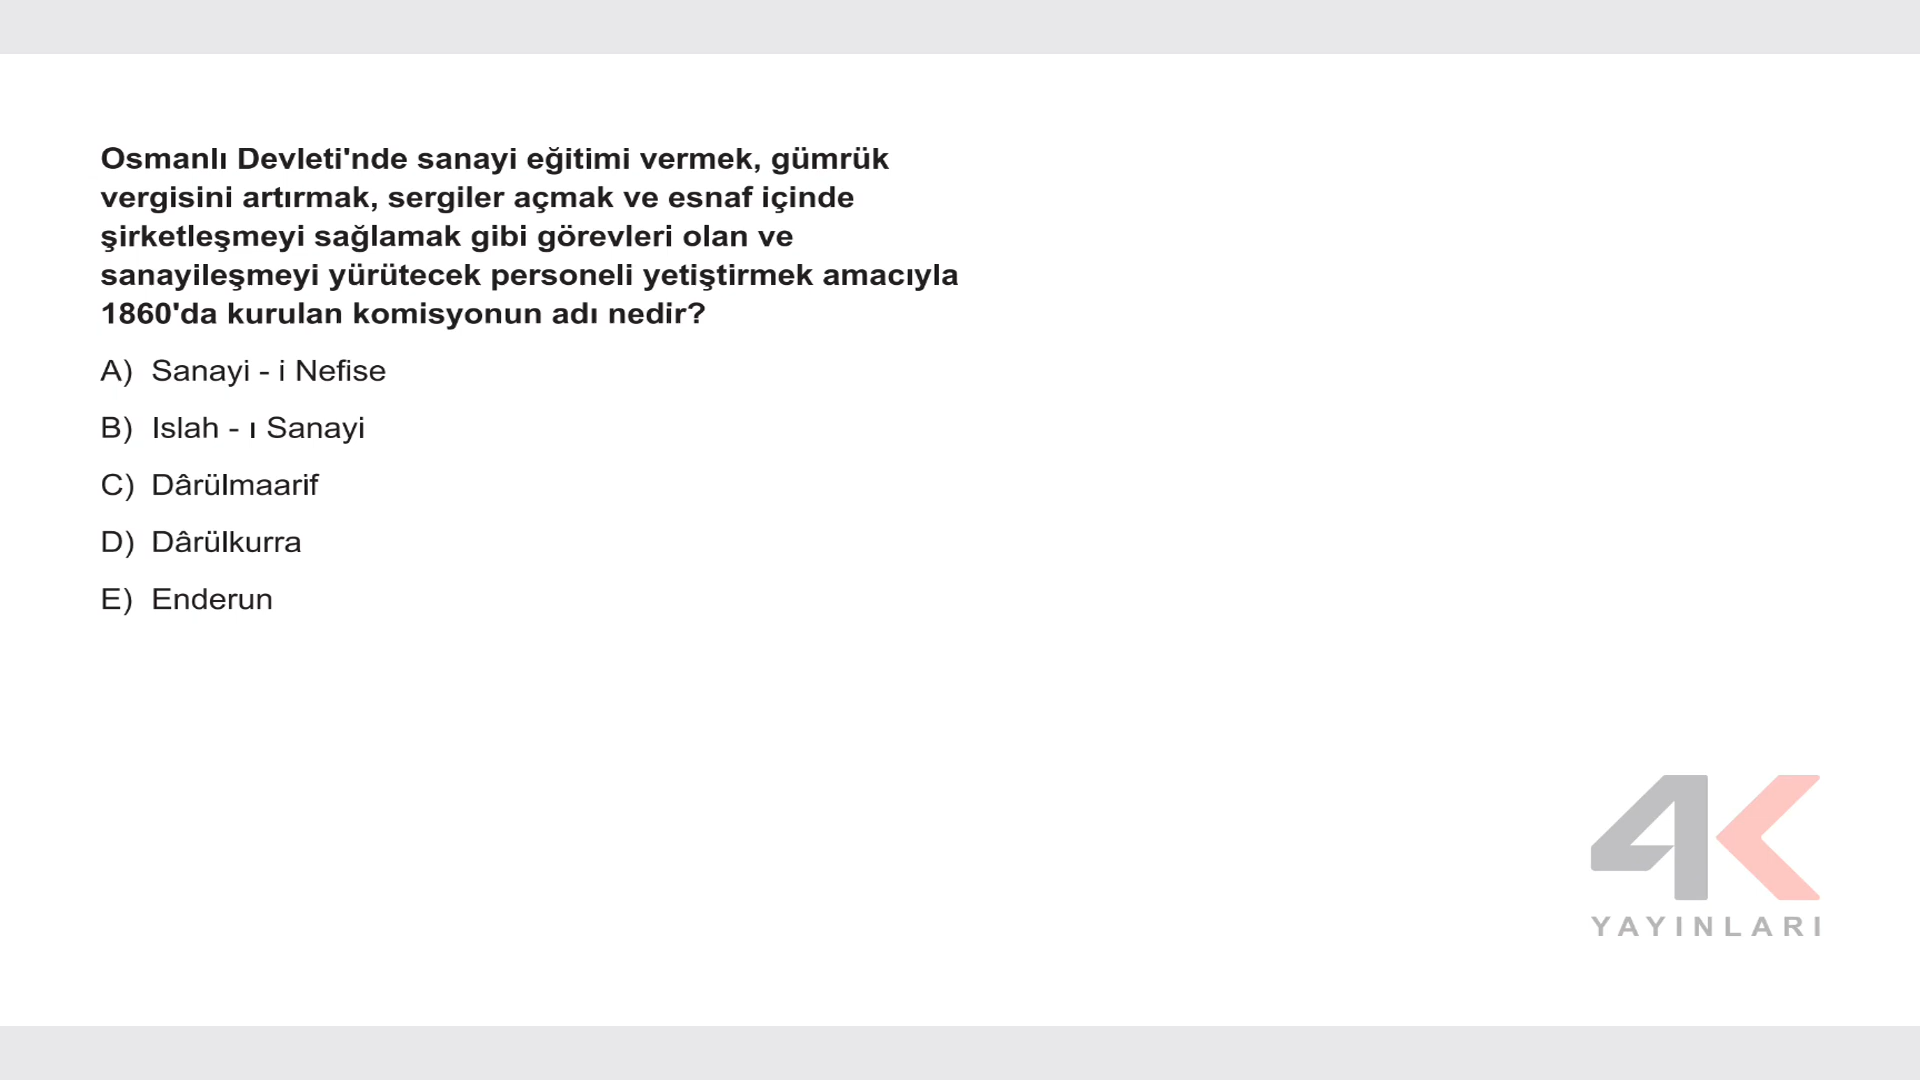 Osmanlı Devleti'nde sanayi eğitimi vermek, gümrük
vergisini artırmak, sergiler açmak ve esnaf içinde
şirketleşmeyi sağlamak gibi görevleri olan ve
sanayileşmeyi yürütecek personeli yetiştirmek amacıyla
1860'da kurulan komisyonun adı nedir?
A) Sanayi - i Nefise
B) Islah - ı Sanayi
C) Dârülmaarif
D) Dârülkurra
E) Enderun
4K
YAYINLARI